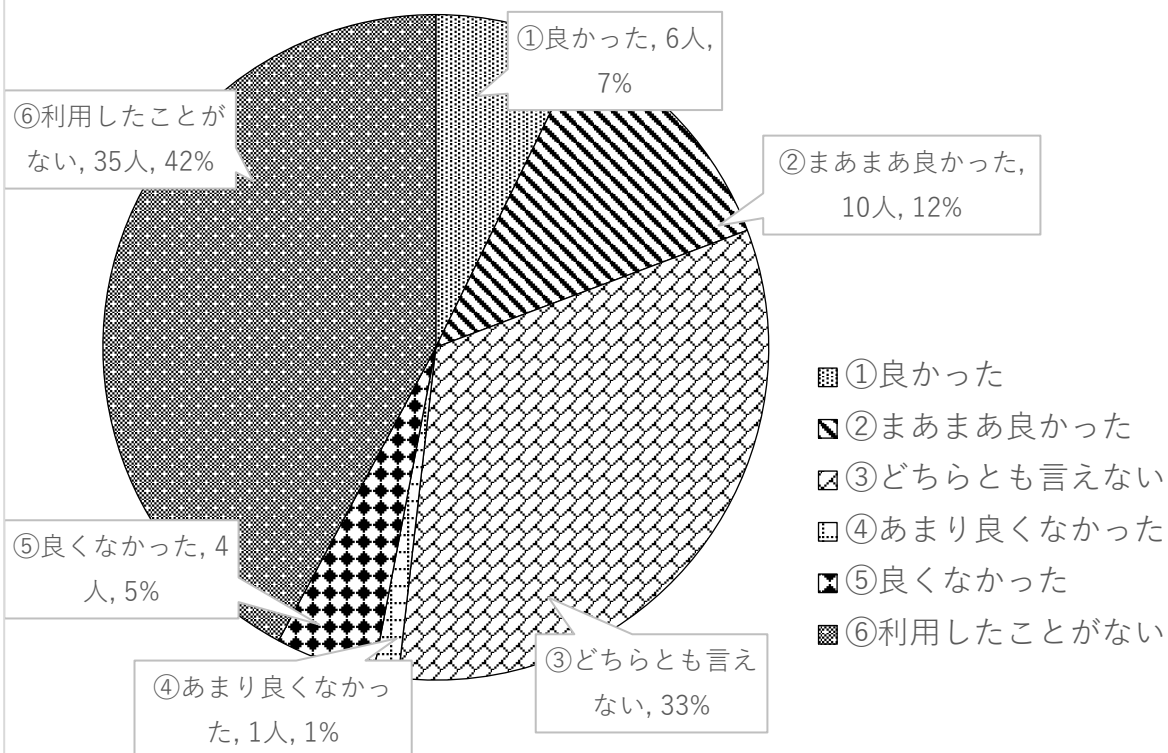 ①良かった, 6人,
7%
②まあまあ良かった,
10人, 12%
③どちらとも言え
ない, 33%
④あまり良くなかっ
た, 1人, 1%
⑤良くなかった, 4
人, 5%
⑥利用したことが
ない, 35人, 42%
①良かった
②まあまあ良かった
③どちらとも言えない
④あまり良くなかった
⑤良くなかった
⑥利用したことがない